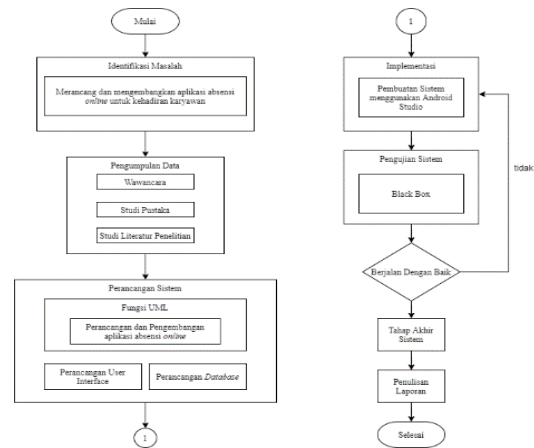 Mulai
Identifikasi Masalah
Merancang dan mengembangkan aplikasi absensi
online untuk kehadiran karyawan
Pengumpulan Data
Wawancara
Studi Pustaka
Studi Literatur Penelitian
Perancangan Sistem
Fungsi UML
Perancangan dan Pengembangan
aplikasi absensi online
Perancangan User
Interface
Perancangan Database
1
1
Implementasi
Pembuatan Sistem
menggunakan Android
Studio
tidak
Pengujian Sistem
Black Box
Berjalan Dengan Baik
Tahap Akhir
Sistem
Penulisan
Laporan
Selesai